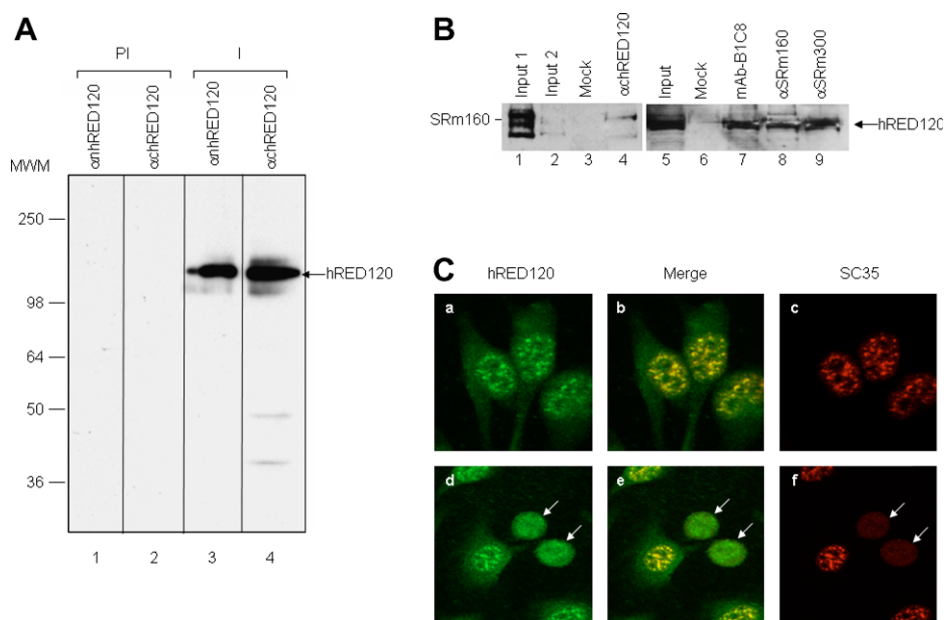 A
PI
I
αnhRED120
αchRED120
αnhRED120
αchRED120
MWM
250
98
64
50
36
hRED120
1 2 3 4
B
Input 1
Input 2
Mock
αchRED120
Input
Mock
mAb-B1C8
αSRm160
αSRm300
SRm160
hRED120
1 2 3 4 5 6 7 8 9
C
hRED120 Merge SC35
a b c
d e f